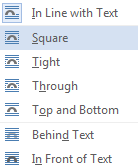 In Line with Text
Square
Tight
Through
Top and Bottom
Behind Text
In Front of Text